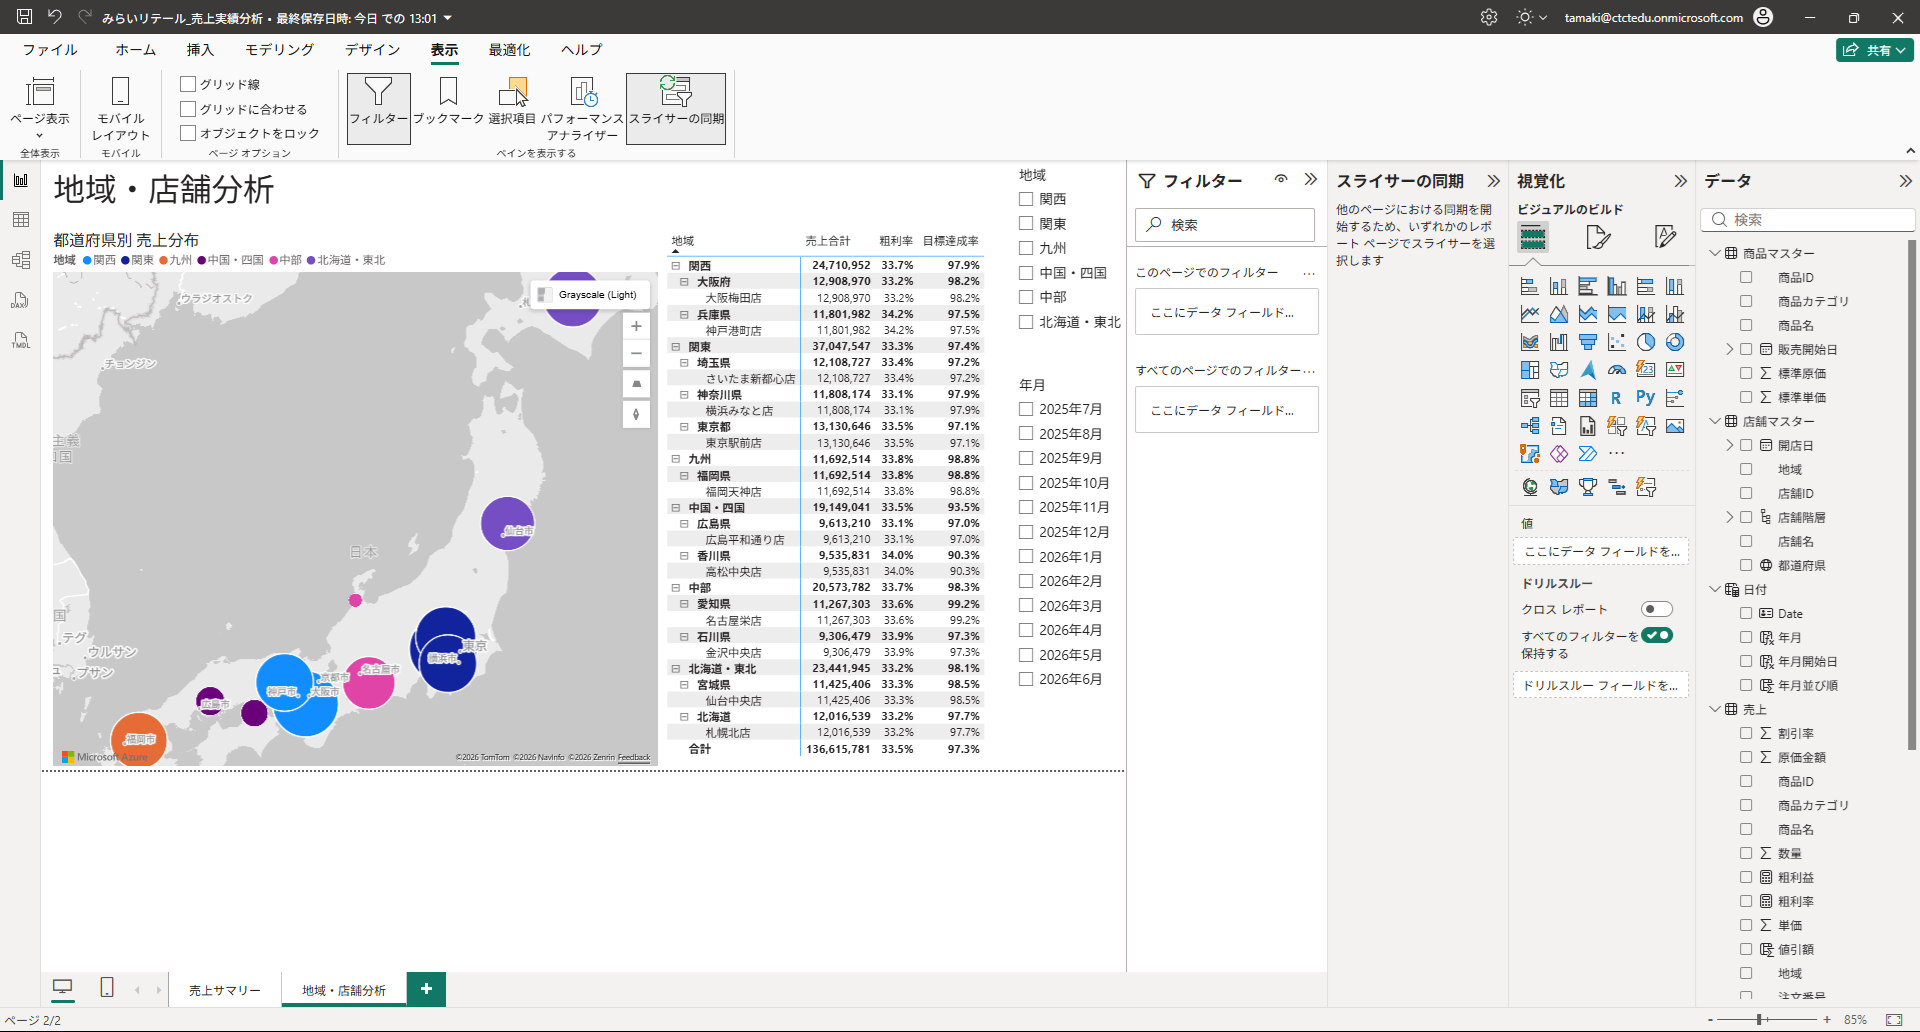 みらいリテール_売上実績分析 • 最終保存日時: 今日 での 13:01
tamaki@ctctedu.onmicrosoft.com
ファイル ホーム 挿入 モデリング デザイン 表示 最適化 ヘルプ
共有
ページ表示
モバイル レイアウト
グリッド線
グリッドに合わせる
オブジェクトをロック
フィルター
ブックマーク
選択項目
パフォーマンス アナライザー
スライサーの同期
全体表示
モバイル
ページ オプション
ペインを表示する
DAX
TMDL
地域・店舗分析
都道府県別 売上分布
地域 関西 関東 九州 中国・四国 中部 北海道・東北
Grayscale (Light)
ウラジオストク
チョンジン
主義
国
日本
仙台市
国
テグ
ウルサン
プサン
東京
横浜市
名古屋市
京都市
神戸市
大阪市
広島市
福岡市
Microsoft Azure
©2026 TomTom ©2026 NavInfo ©2026 Zenrin Feedback
地域 売上合計 粗利率 目標達成率
関西 24,710,952 33.7% 97.9%
大阪府 12,908,970 33.2% 98.2%
大阪梅田店 12,908,970 33.2% 98.2%
兵庫県 11,801,982 34.2% 97.5%
神戸港町店 11,801,982 34.2% 97.5%
関東 37,047,547 33.3% 97.4%
埼玉県 12,108,727 33.4% 97.2%
さいたま新都心店 12,108,727 33.4% 97.2%
神奈川県 11,808,174 33.1% 97.9%
横浜みなと店 11,808,174 33.1% 97.9%
東京都 13,130,646 33.5% 97.1%
東京駅前店 13,130,646 33.5% 97.1%
九州 11,692,514 33.8% 98.8%
福岡県 11,692,514 33.8% 98.8%
福岡天神店 11,692,514 33.8% 98.8%
中国・四国 19,149,041 33.5% 93.5%
広島県 9,613,210 33.1% 97.0%
広島平和通り店 9,613,210 33.1% 97.0%
香川県 9,535,831 34.0% 90.3%
高松中央店 9,535,831 34.0% 90.3%
中部 20,573,782 33.7% 98.3%
愛知県 11,267,303 33.6% 99.2%
名古屋栄店 11,267,303 33.6% 99.2%
石川県 9,306,479 33.9% 97.3%
金沢中央店 9,306,479 33.9% 97.3%
北海道・東北 23,441,945 33.2% 98.1%
宮城県 11,425,406 33.3% 98.5%
仙台中央店 11,425,406 33.3% 98.5%
北海道 12,016,539 33.2% 97.7%
札幌北店 12,016,539 33.2% 97.7%
合計 136,615,781 33.5% 97.3%
地域
関西
関東
九州
中国・四国
中部
北海道・東北
年月
2025年7月
2025年8月
2025年9月
2025年10月
2025年11月
2025年12月
2026年1月
2026年2月
2026年3月
2026年4月
2026年5月
2026年6月
フィルター
検索
このページでのフィルター ...
ここにデータ フィールド...
すべてのページでのフィルター...
ここにデータ フィールド...
スライサーの同期
他のページにおける同期を開
始するため、いずれかのレポ
ート ページでスライサーを選
択します
視覚化
ビジュアルのビルド
123
R
Py
...
値
ここにデータ フィールドを...
ドリルスルー
クロス レポート
すべてのフィルターを
保持する
ドリルスルー フィールドを...
データ
検索
商品マスター
商品ID
商品カテゴリ
商品名
販売開始日
標準原価
標準単価
店舗マスター
開店日
地域
店舗ID
店舗階層
店舗名
都道府県
日付
Date
年月
年月開始日
年月並び順
売上
割引率
原価金額
商品ID
商品カテゴリ
商品名
数量
粗利益
粗利率
単価
値引額
地域
注文番号
売上サマリー 地域・店舗分析 +
ページ 2/2
- + 85%